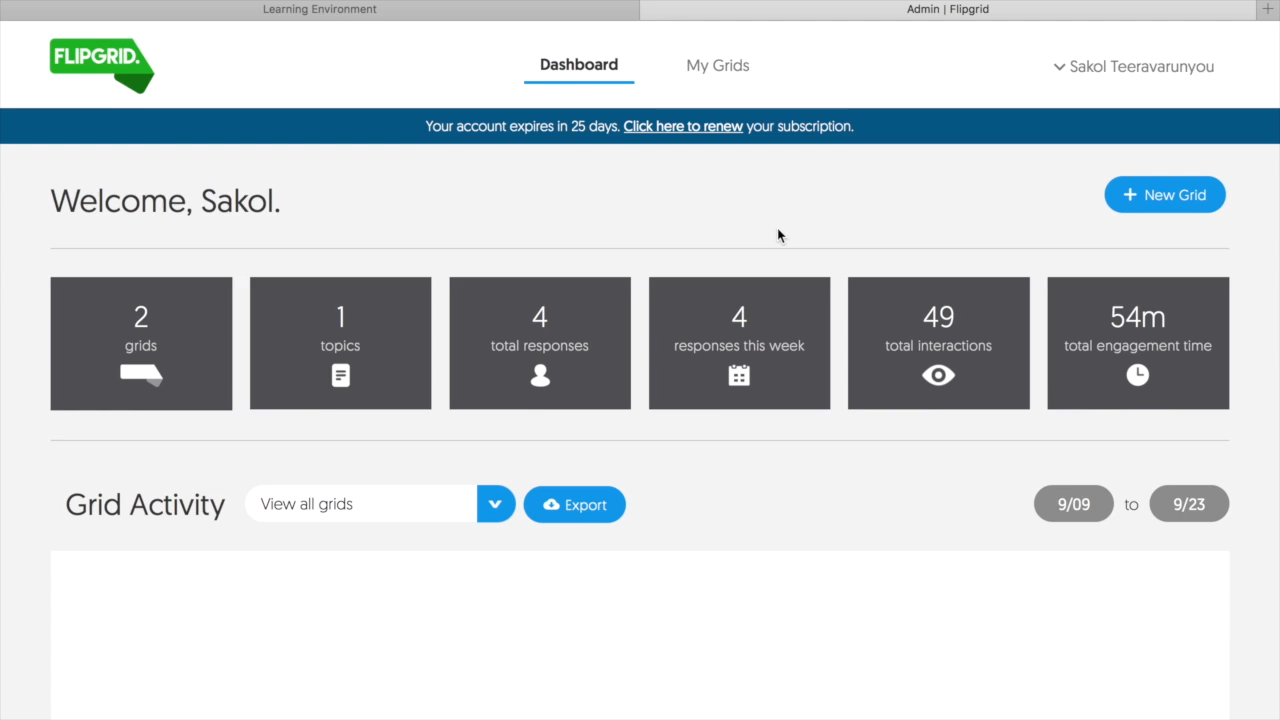 Learning Environment
Admin | Flipgrid
FLIPGRID.
Dashboard
My Grids
Sakol Teeravarunyou
Your account expires in 25 days. Click here to renew your subscription.
Welcome, Sakol.
+ New Grid
2
grids
1
topics
4
total responses
4
responses this week
49
total interactions
54m
total engagement time
Grid Activity
View all grids
Export
9/09 to 9/23